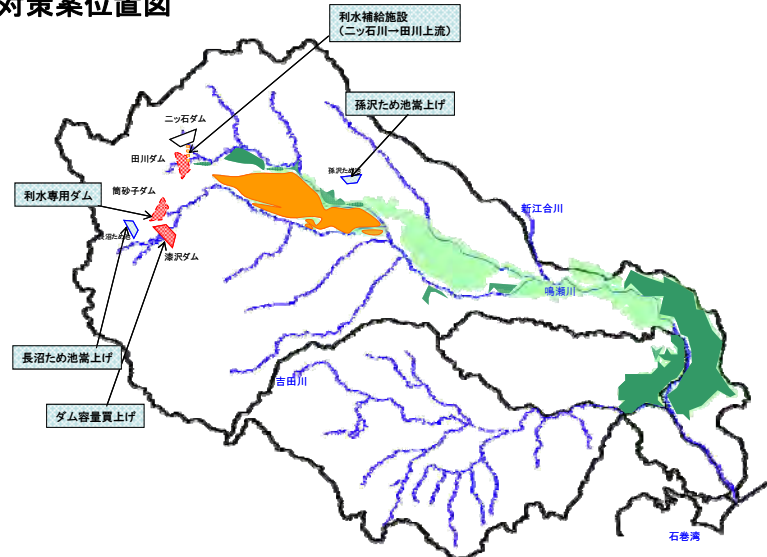 対策案位置図
利水補給施設
（二ッ石川→田川上流）
孫沢ため池嵩上げ
二ッ石ダム
田川ダム
孫沢ため池
利水専用ダム
筒砂子ダム
長沼ため池
漆沢ダム
新江合川
鳴瀬川
長沼ため池嵩上げ
吉田川
ダム容量買上げ
石巻湾